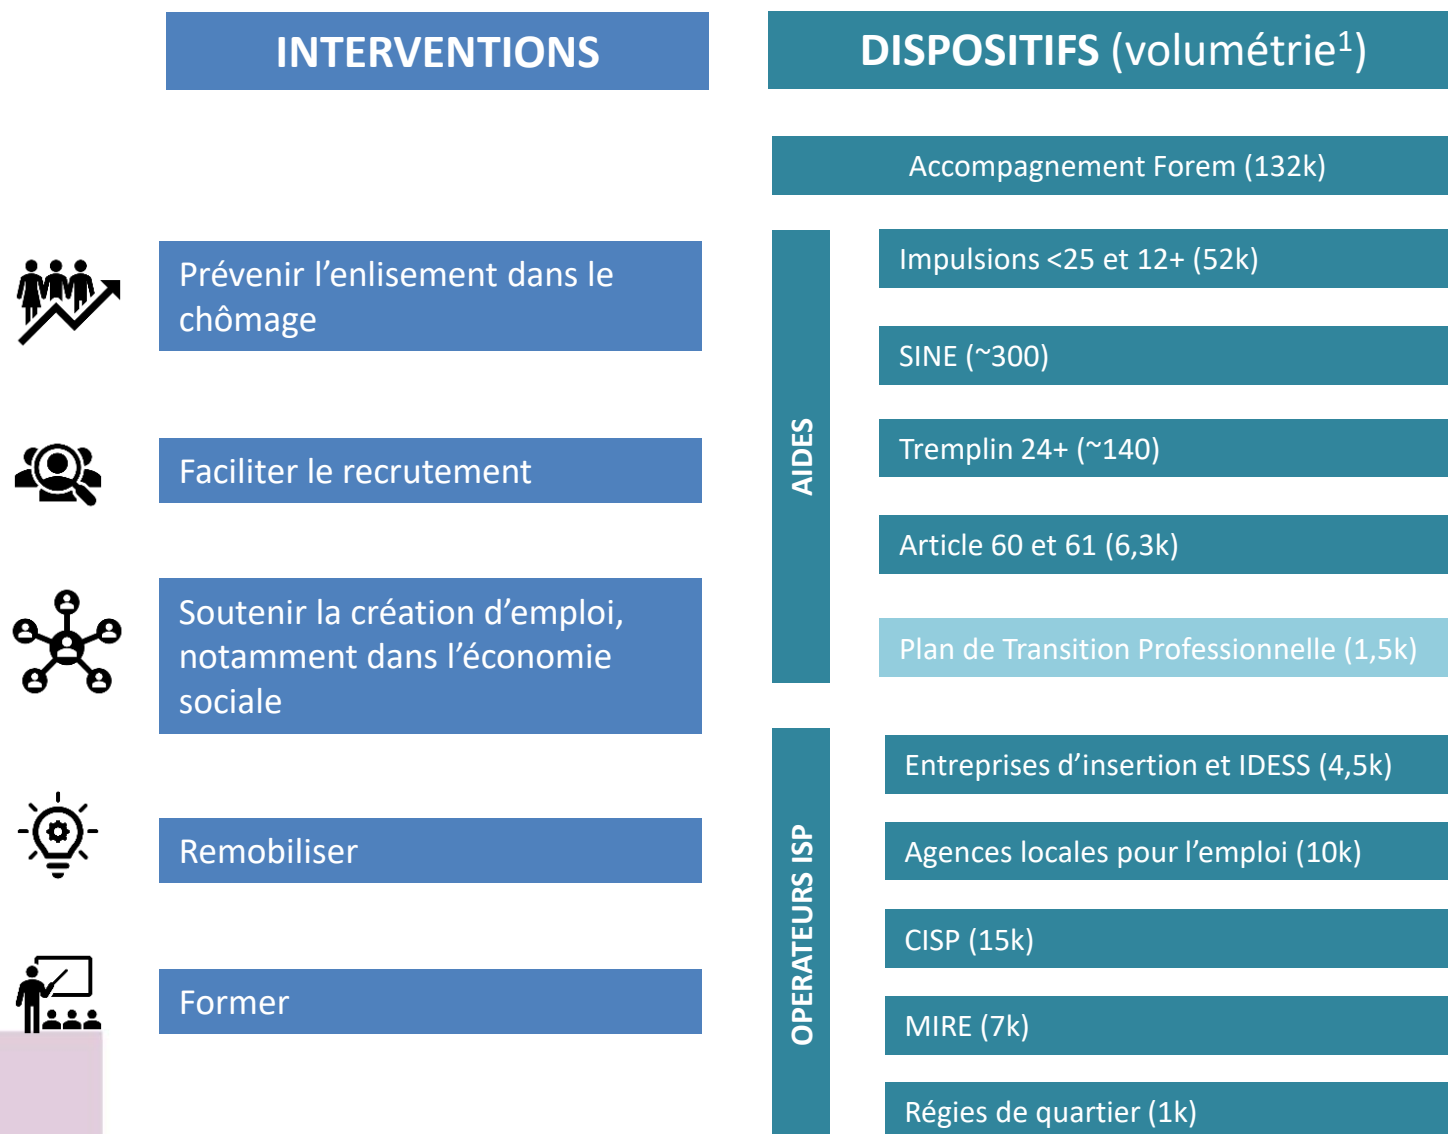 INTERVENTIONS
Prévenir l’enlisement dans le
chômage
Faciliter le recrutement
Soutenir la création d’emploi,
notamment dans l’économie
sociale
Remobiliser
Former
DISPOSITIFS (volumétrie¹)
Accompagnement Forem (132k)
AIDES
Impulsions <25 et 12+ (52k)
SINE (~300)
Tremplin 24+ (~140)
Article 60 et 61 (6,3k)
Plan de Transition Professionnelle (1,5k)
OPERATEURS ISP
Entreprises d’insertion et IDESS (4,5k)
Agences locales pour l’emploi (10k)
CISP (15k)
MIRE (7k)
Régies de quartier (1k)